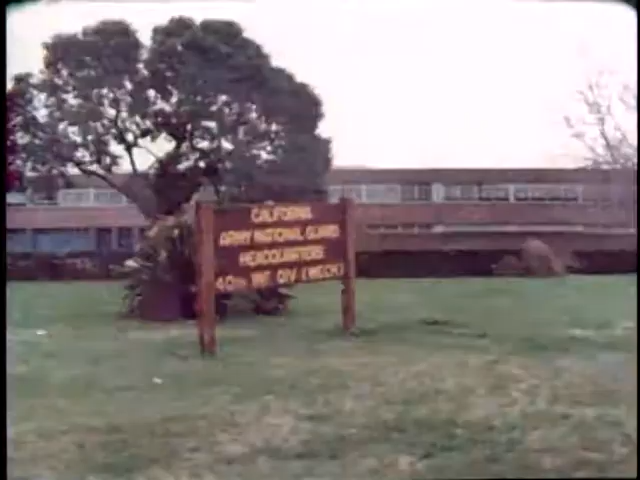 CALIFORNIA
ARMY NATIONAL GUARD
HEADQUARTERS
40TH INF DIV (MECH)